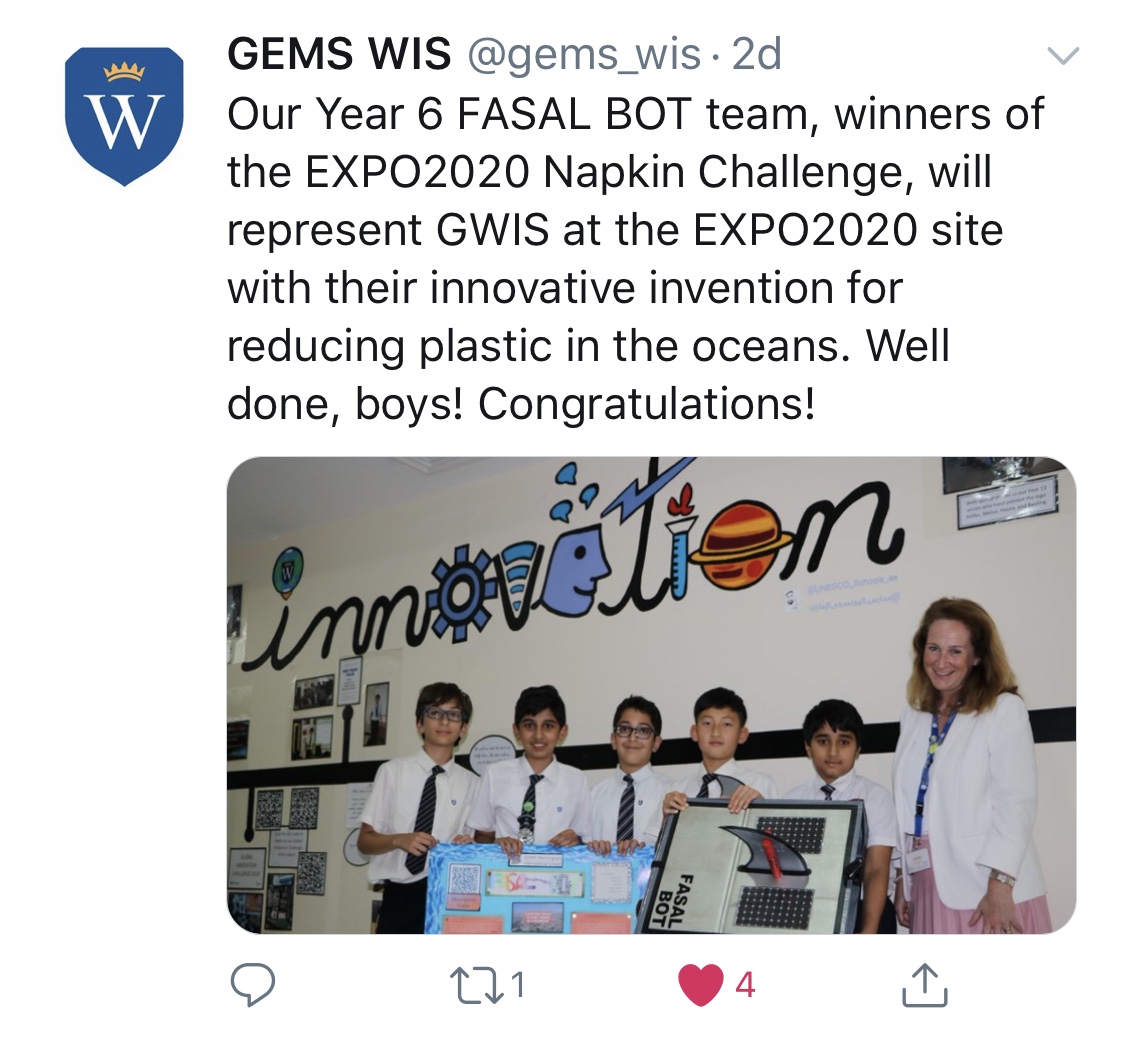 W
GEMS WIS @gems_wis · 2d
Our Year 6 FASAL BOT team, winners of
the EXPO2020 Napkin Challenge, will
represent GWIS at the EXPO2020 site
with their innovative invention for
reducing plastic in the oceans. Well
done, boys! Congratulations!
innovation
@UNESCO_Schools_ae
FASAL
BOT
1
4